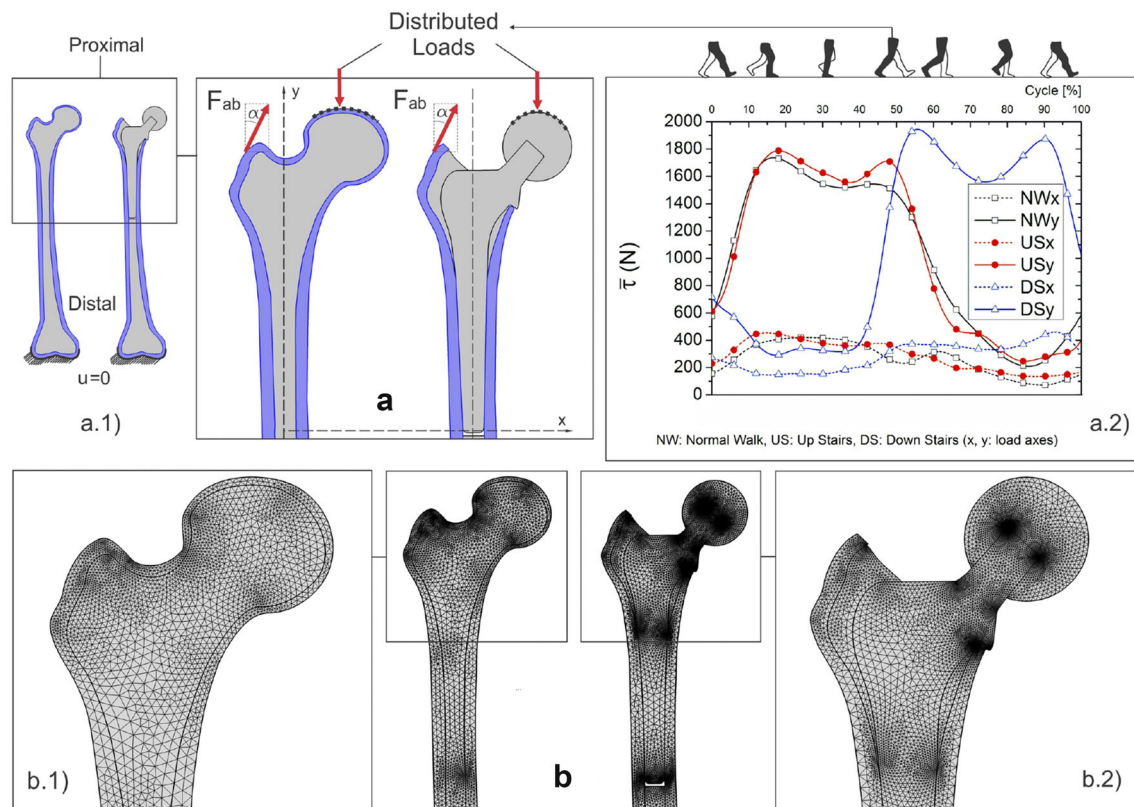 Proximal
Distal
u=0
a.1)
Distributed
Loads
F_ab
α
y
F_ab
α
x
a
Cycle [%]
0 10 20 30 40 50 60 70 80 90 100
2000
1800
1600
1400
1200
1000
800
600
400
200
0
τ̅ (N)
NWx
NWy
USx
USy
DSx
DSy
NW: Normal Walk, US: Up Stairs, DS: Down Stairs (x, y: load axes)
a.2)
b.1)
b
b.2)